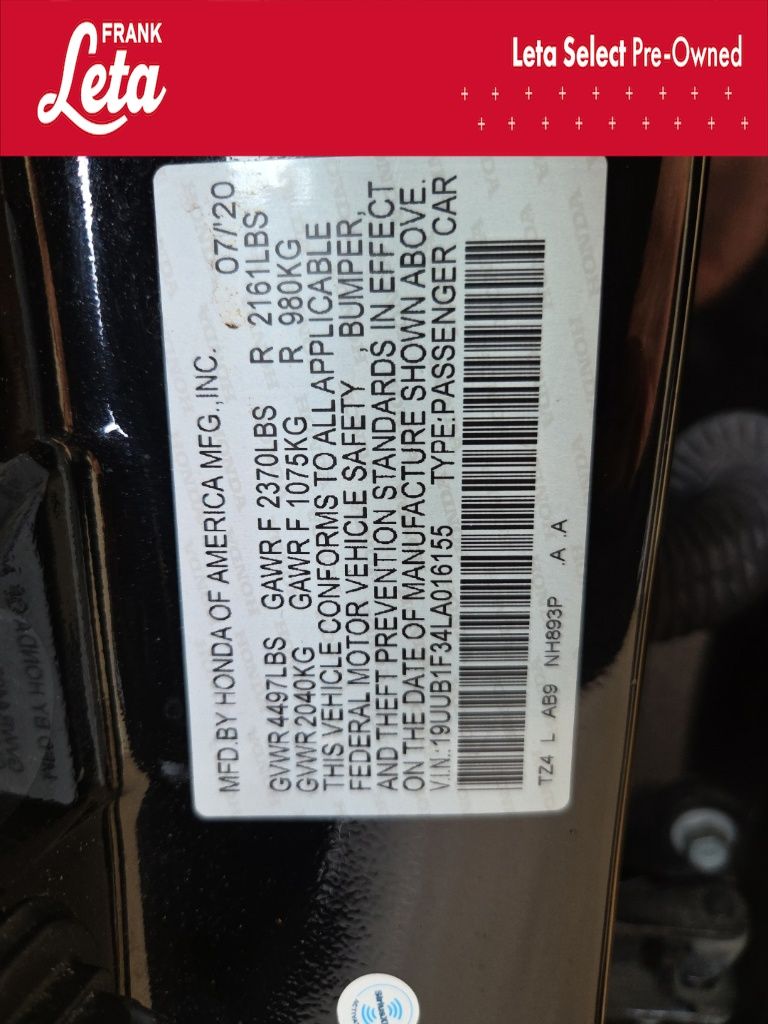 FRANK
Leta
Leta Select Pre-Owned
MFD.BY HONDA OF AMERICA MFG.,INC. 07/'20
GVWR 4497LBS GAWR F 2370LBS R 2161LBS
GVWR 2040KG GAWR F 1075KG R 980KG
THIS VEHICLE CONFORMS TO ALL APPLICABLE
FEDERAL MOTOR VEHICLE SAFETY , BUMPER,
AND THEFT PREVENTION STANDARDS IN EFFECT
ON THE DATE OF MANUFACTURE SHOWN ABOVE.
V.I.N.:19UUB1F34LA016155 TYPE:PASSENGER CAR
TZ4 L AB9 NH893P .A .A
SiriusXM